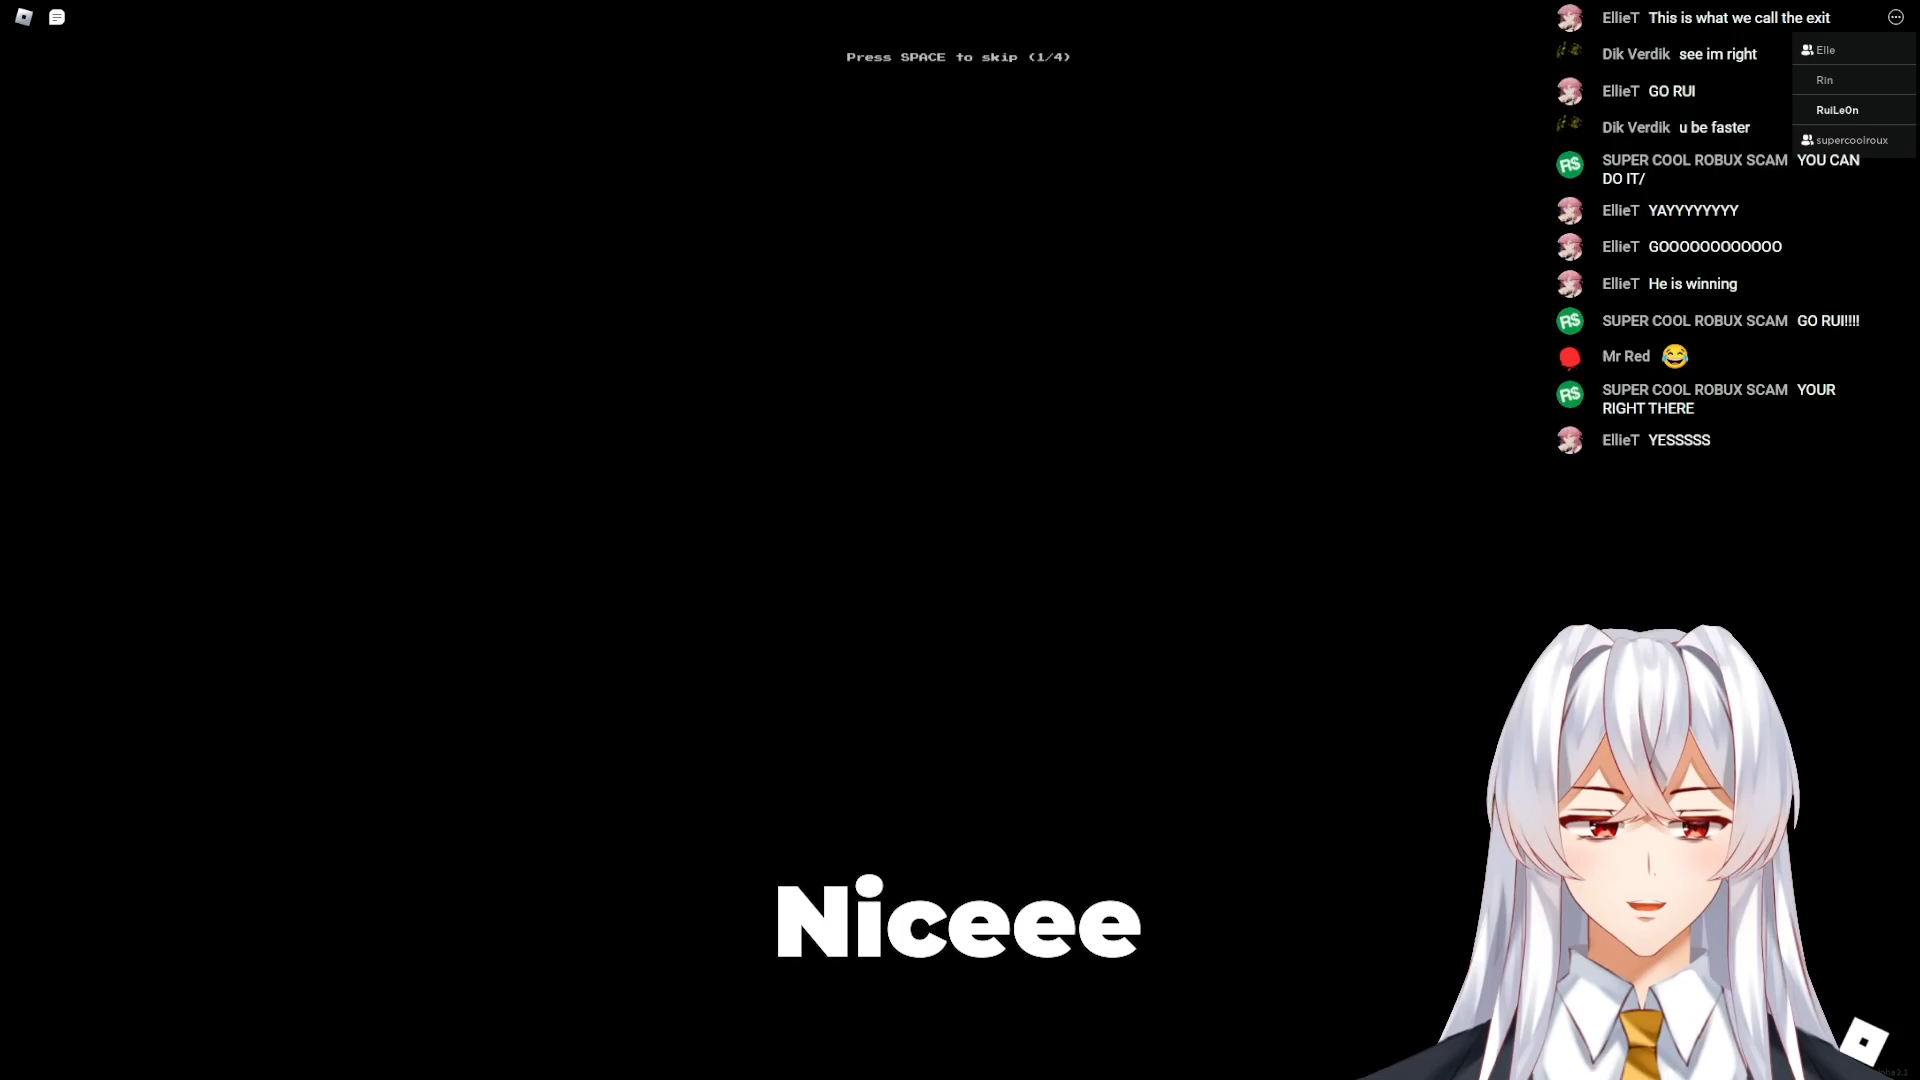 Press SPACE to skip (1/4)
EllieT This is what we call the exit
Dik Verdik see im right
EllieT GO RUI
Dik Verdik u be faster
SUPER COOL ROBUX SCAM YOU CAN
DO IT/
EllieT YAYYYYYYYY
EllieT GOOOOOOOOOOOO
EllieT He is winning
SUPER COOL ROBUX SCAM GO RUI!!!!
Mr Red 😂
SUPER COOL ROBUX SCAM YOUR
RIGHT THERE
EllieT YESSSSS
Elle
Rin
RuiLe0n
supercoolroux
Niceee